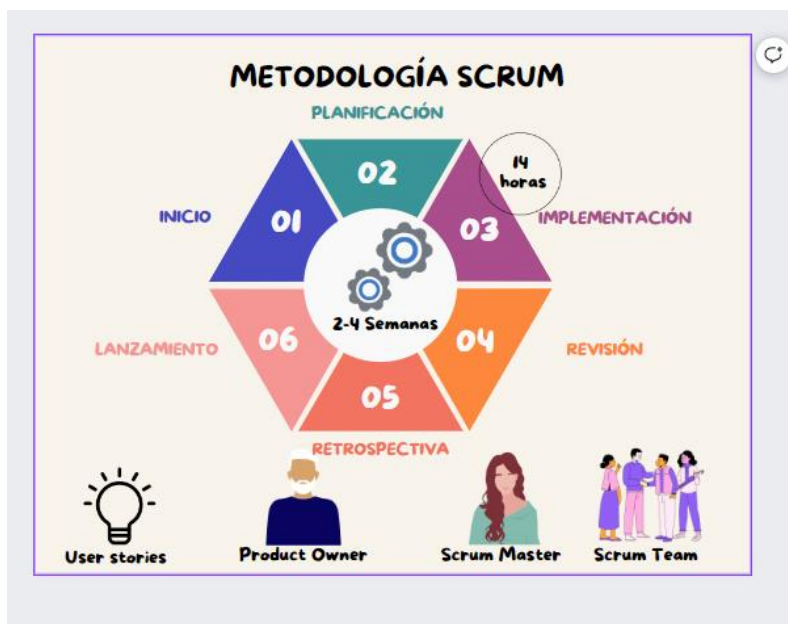 METODOLOGÍA SCRUM
PLANIFICACIÓN
02
14
horas
INICIO
01
03
IMPLEMENTACIÓN
2-4 Semanas
LANZAMIENTO
06
04
REVISIÓN
05
RETROSPECTIVA
User stories
Product Owner
Scrum Master
Scrum Team